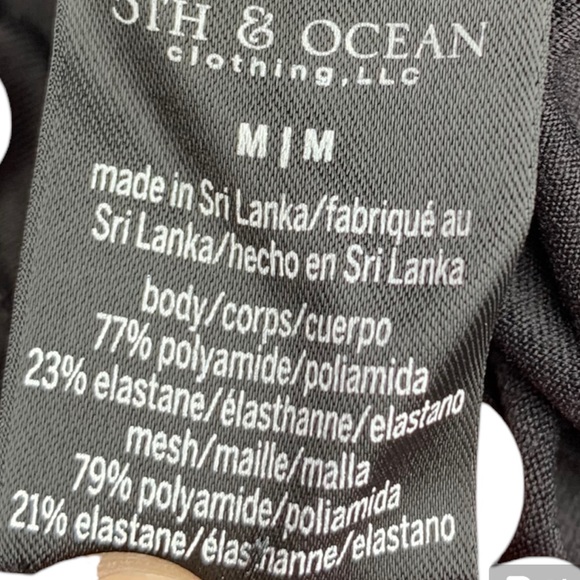 5TH & OCEAN
clothing, LLC
M | M
made in Sri Lanka/fabriqué au
Sri Lanka/hecho en Sri Lanka
body/corps/cuerpo
77% polyamide/poliamida
23% elastane/élasthanne/elastano
mesh/maille/malla
79% polyamide/poliamida
21% elastane/élasthanne/elastano